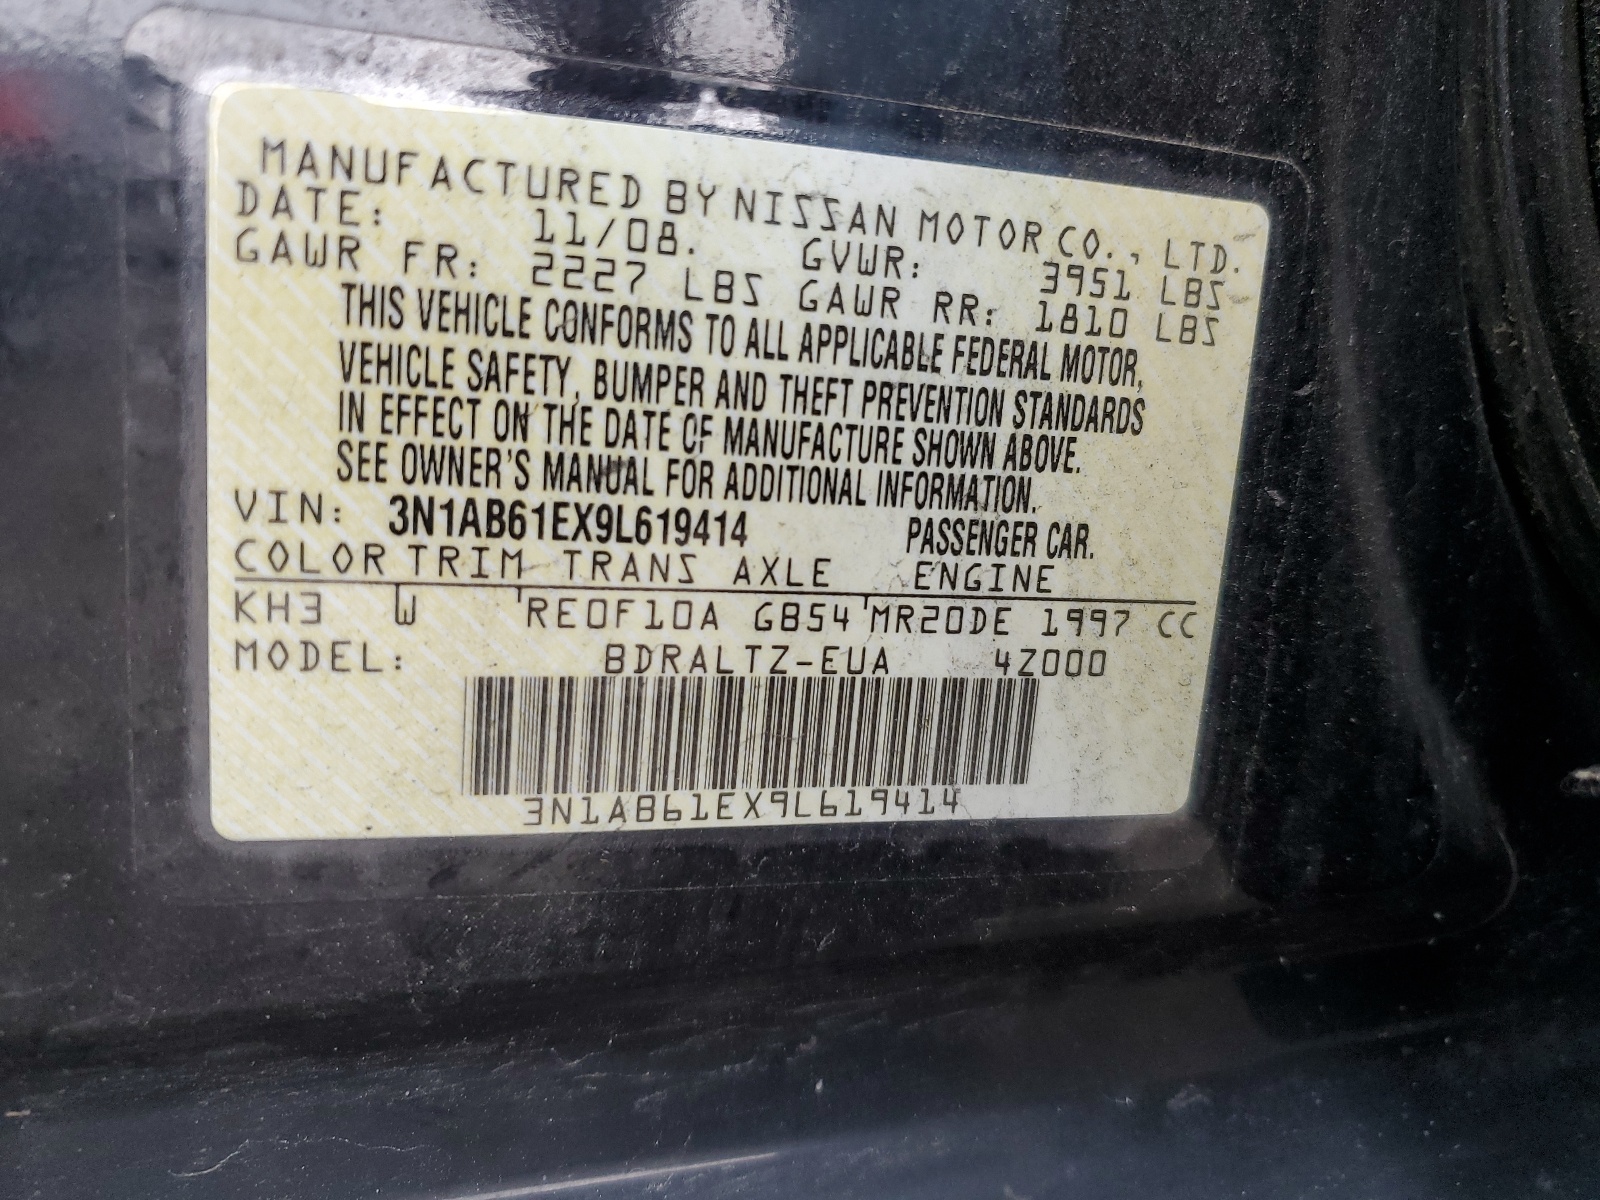 MANUFACTURED BY NISSAN MOTOR CO., LTD.
DATE: 11/08. GVWR: 3951 LBS
GAWR FR: 2227 LBS GAWR RR: 1810 LBS
THIS VEHICLE CONFORMS TO ALL APPLICABLE FEDERAL MOTOR,
VEHICLE SAFETY, BUMPER AND THEFT PREVENTION STANDARDS
IN EFFECT ON THE DATE OF MANUFACTURE SHOWN ABOVE.
SEE OWNER'S MANUAL FOR ADDITIONAL INFORMATION.
VIN: 3N1AB61EX9L619414 PASSENGER CAR.
COLOR TRIM TRANS AXLE ENGINE
KH3 W RE0F10A GB54 MR20DE 1997 CC
MODEL: BDRALTZ-EUA 4Z000
3N1AB61EX9L619414